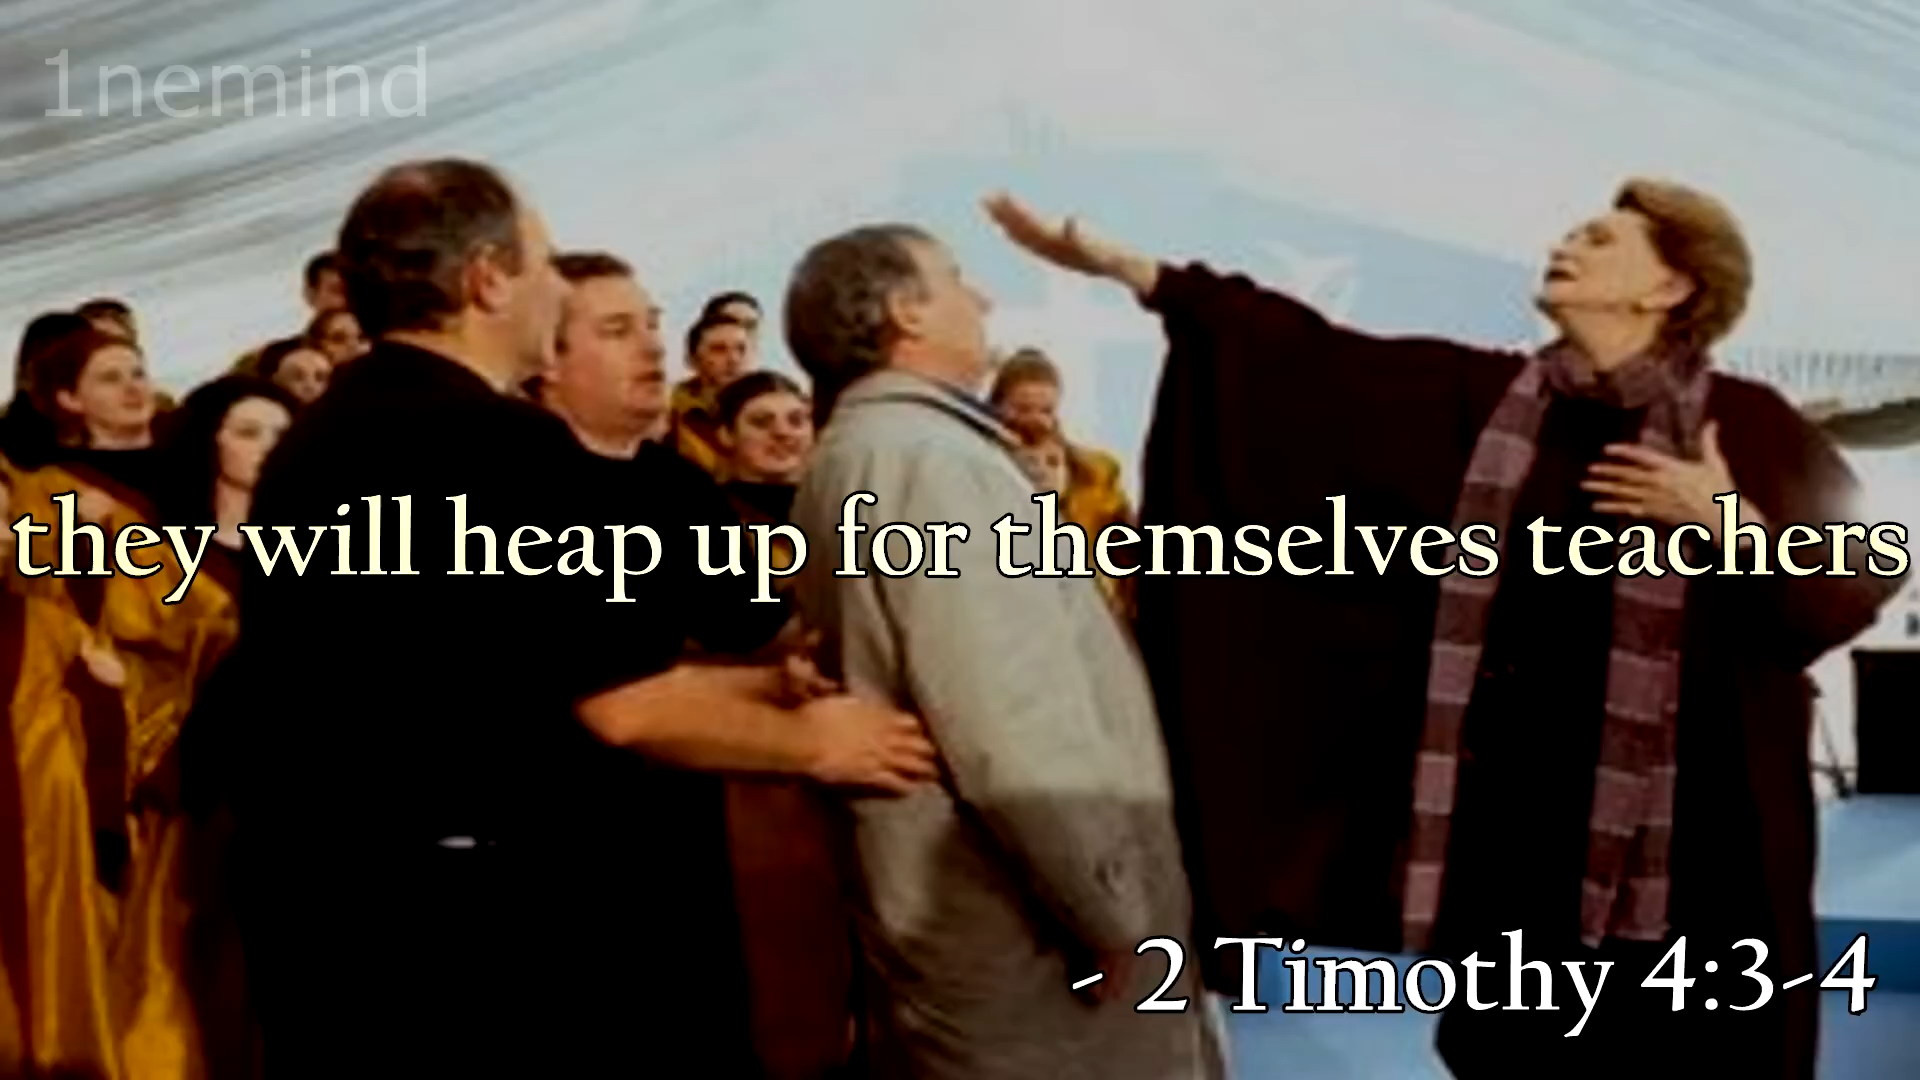 1nemind
they will heap up for themselves teachers
- 2 Timothy 4:3-4